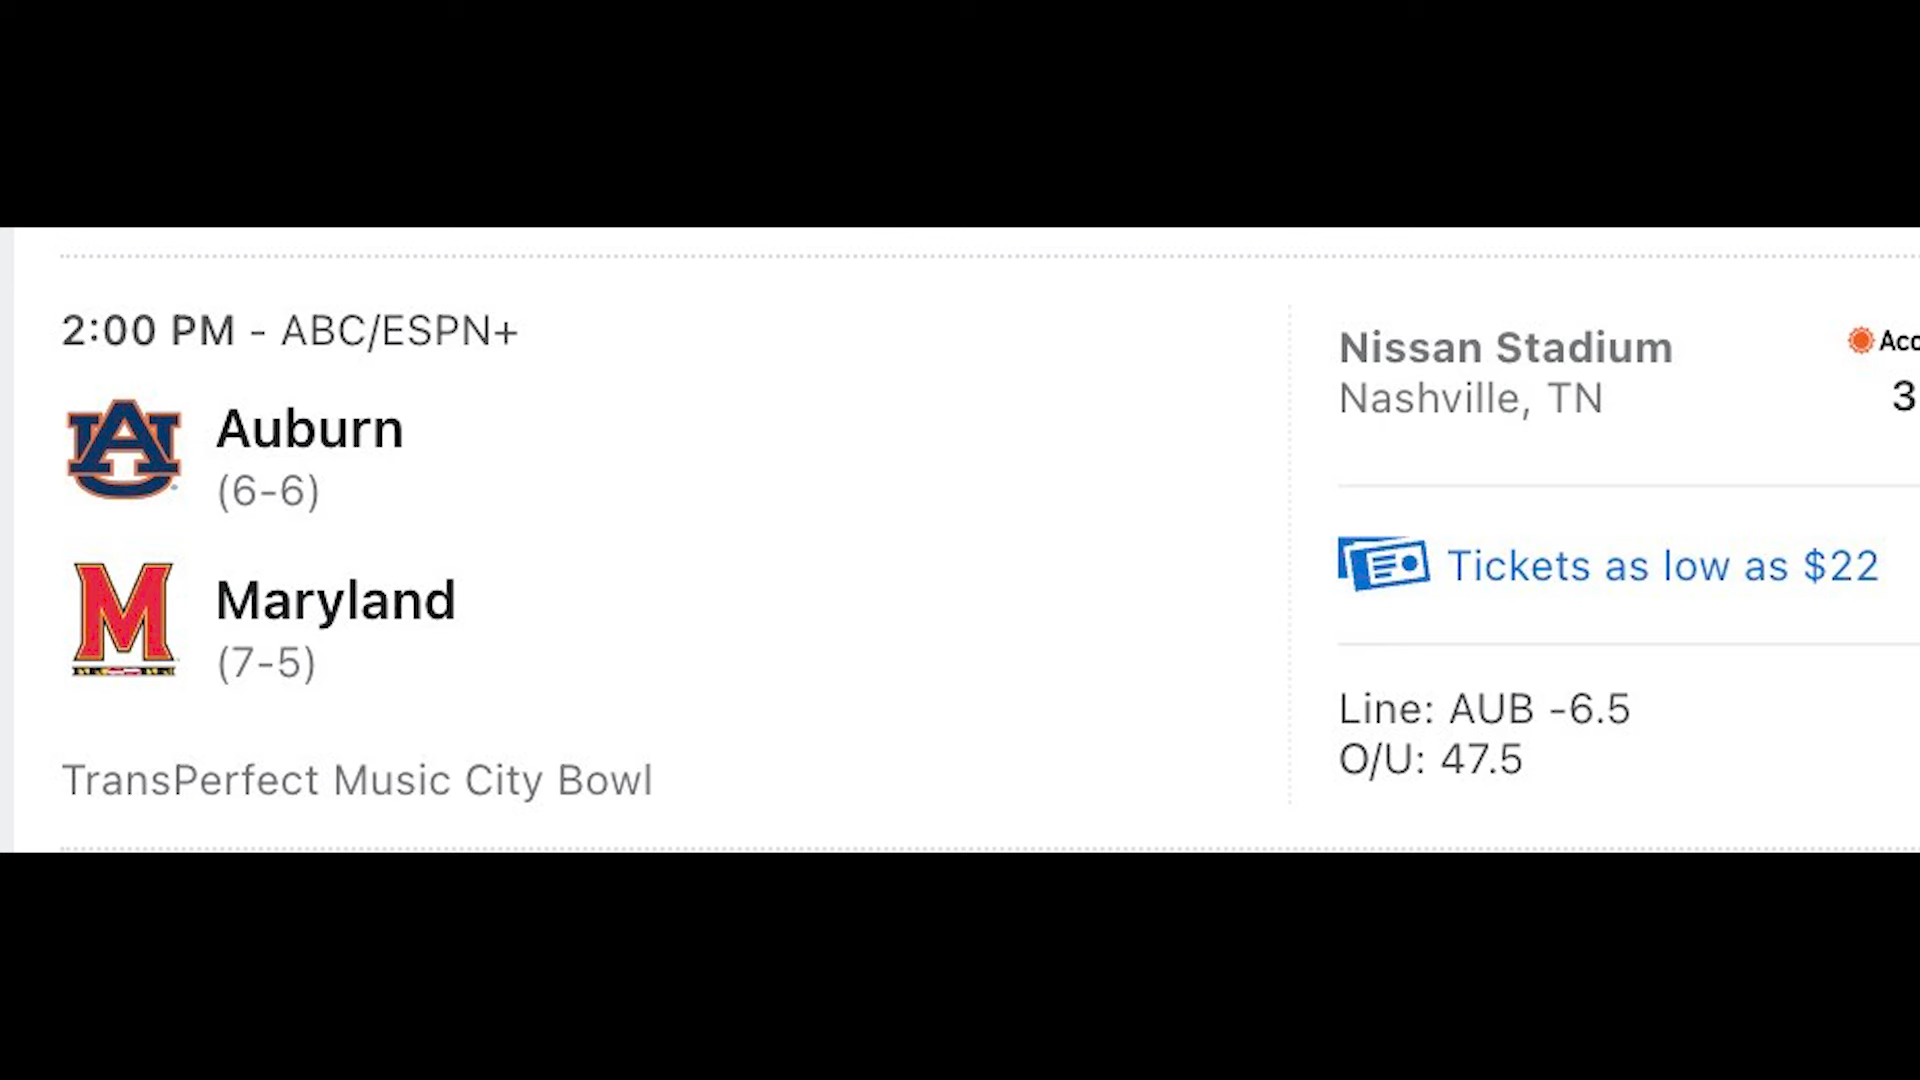 2:00 PM - ABC/ESPN+
Auburn
(6-6)
Maryland
(7-5)
TransPerfect Music City Bowl
Nissan Stadium
Nashville, TN
3
Tickets as low as $22
Line: AUB -6.5
O/U: 47.5